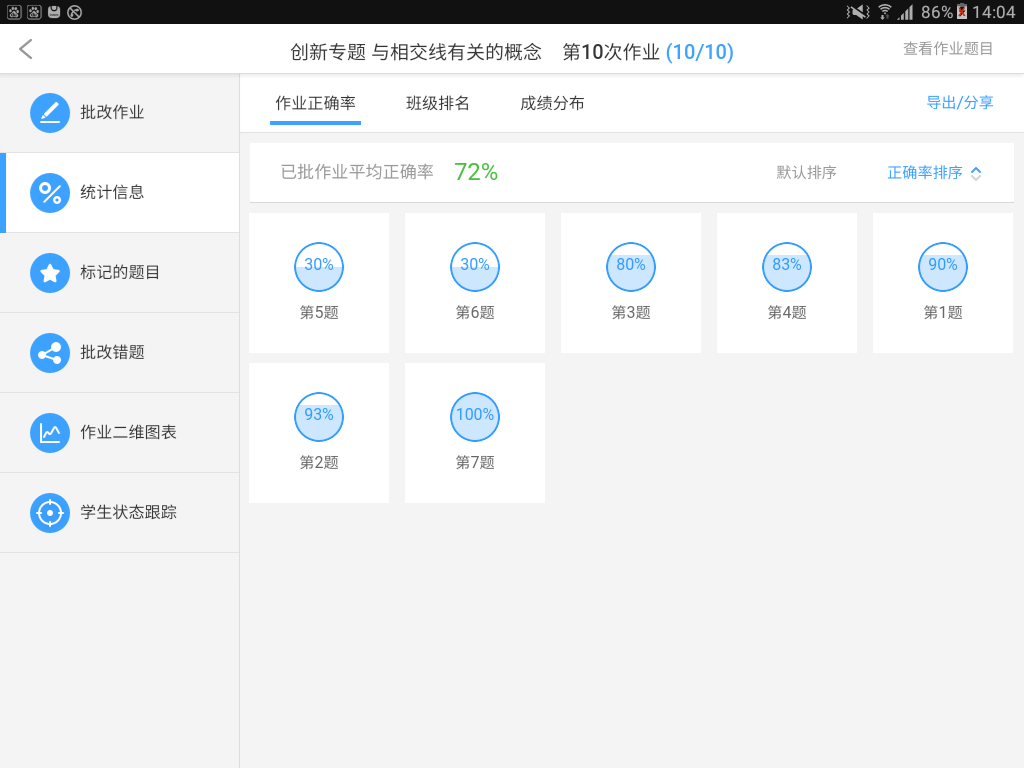 86% 14:04
创新专题 与相交线有关的概念 第10次作业 (10/10)
查看作业题目
批改作业
统计信息
标记的题目
批改错题
作业二维图表
学生状态跟踪
作业正确率 班级排名 成绩分布
导出/分享
已批作业平均正确率 72%
默认排序 正确率排序
30% 30% 80% 83% 90%
第5题 第6题 第3题 第4题 第1题
93% 100%
第2题 第7题